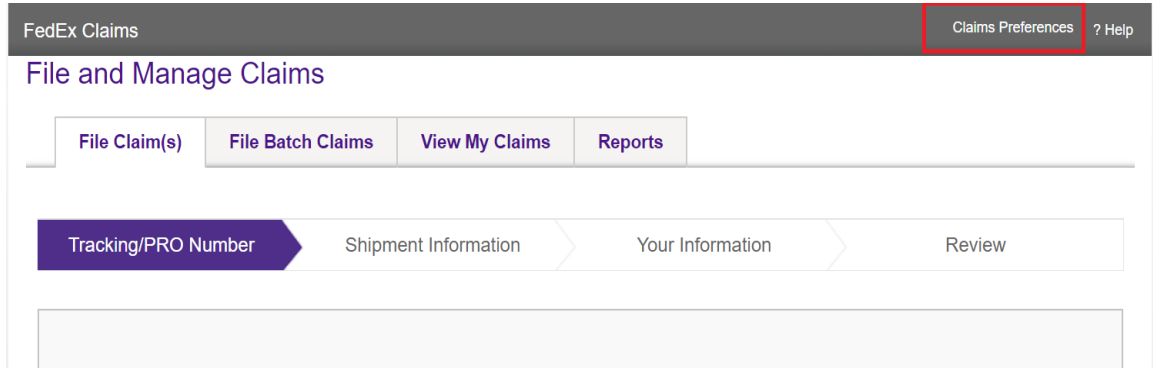 FedEx Claims Claims Preferences ? Help
File and Manage Claims
File Claim(s) File Batch Claims View My Claims Reports
Tracking/PRO Number Shipment Information Your Information Review